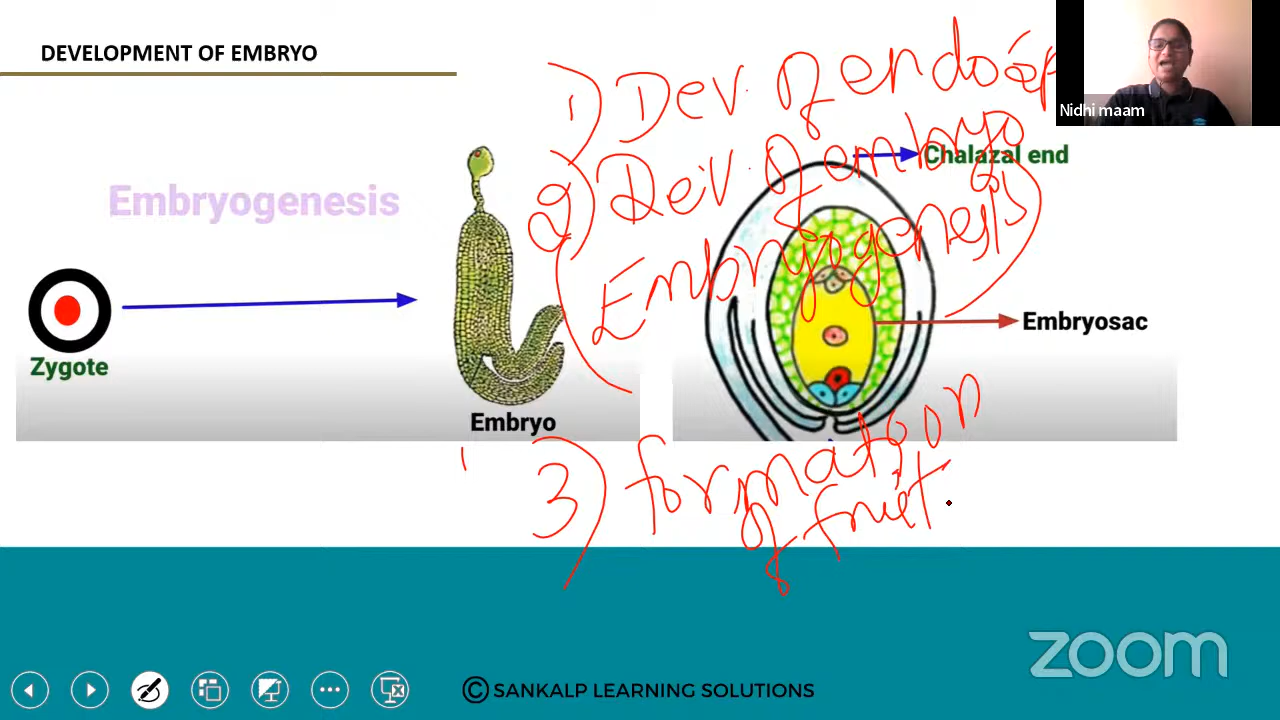 DEVELOPMENT OF EMBRYO
1) Dev. of endosp
Nidhi maam
2) Dev. of embryo
Chalazal end
(Embryogenesis)
Embryogenesis
Embryosac
Zygote
Embryo
3) formation
of fruit
zoom
© SANKALP LEARNING SOLUTIONS